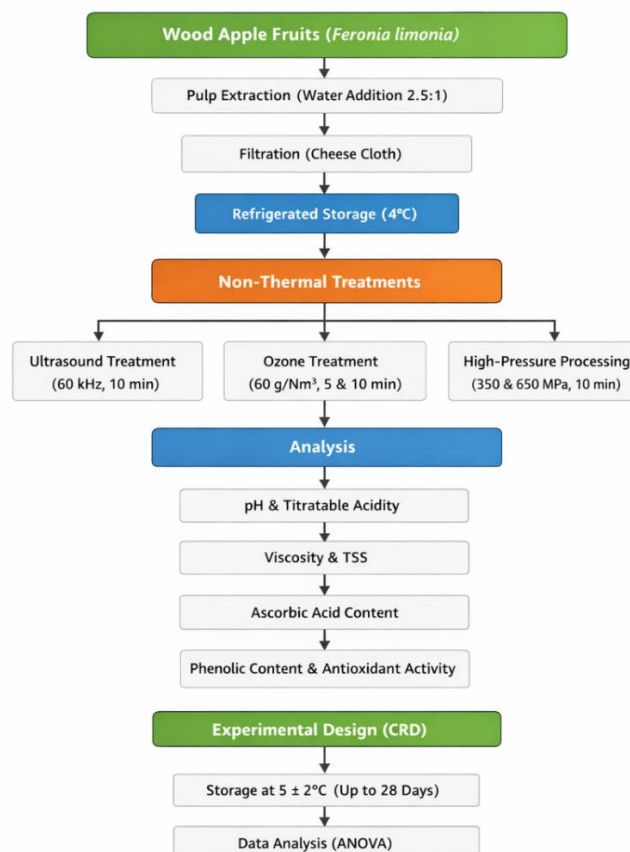 Wood Apple Fruits (Feronia limonia)
Pulp Extraction (Water Addition 2.5:1)
Filtration (Cheese Cloth)
Refrigerated Storage (4°C)
Non-Thermal Treatments
Ultrasound Treatment
(60 kHz, 10 min)
Ozone Treatment
(60 g/Nm³, 5 & 10 min)
High-Pressure Processing
(350 & 650 MPa, 10 min)
Analysis
pH & Titratable Acidity
Viscosity & TSS
Ascorbic Acid Content
Phenolic Content & Antioxidant Activity
Experimental Design (CRD)
Storage at 5 ± 2°C (Up to 28 Days)
Data Analysis (ANOVA)